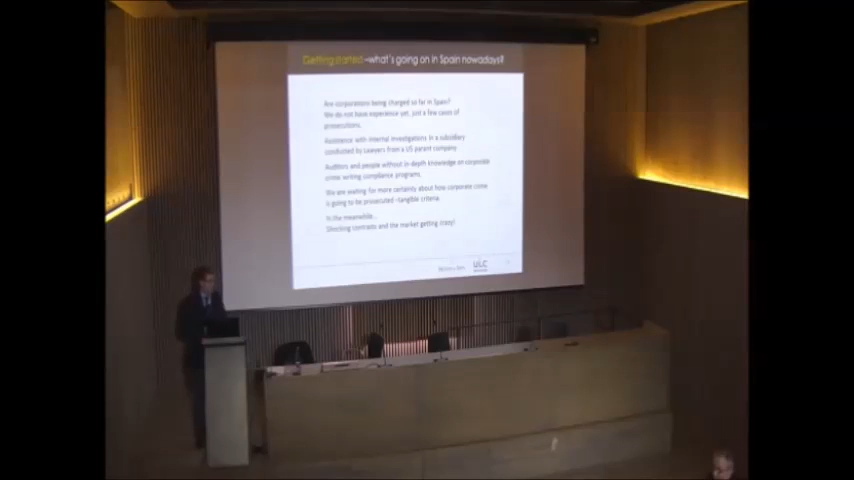 Getting started –what's going on in Spain nowadays?
Are corporations being charged so far in Spain?
We do not have experience yet, just a few cases of
prosecutions.
Assistance with internal investigations in a subsidiary
conducted by Lawyers from a US parent company.
Auditors and people without in-depth knowledge on corporate
crime writing compliance programs.
We are waiting for more certainty about how corporate crime
is going to be prosecuted –tangible criteria.
In the meanwhile...
Shocking contrasts and the market getting crazy!